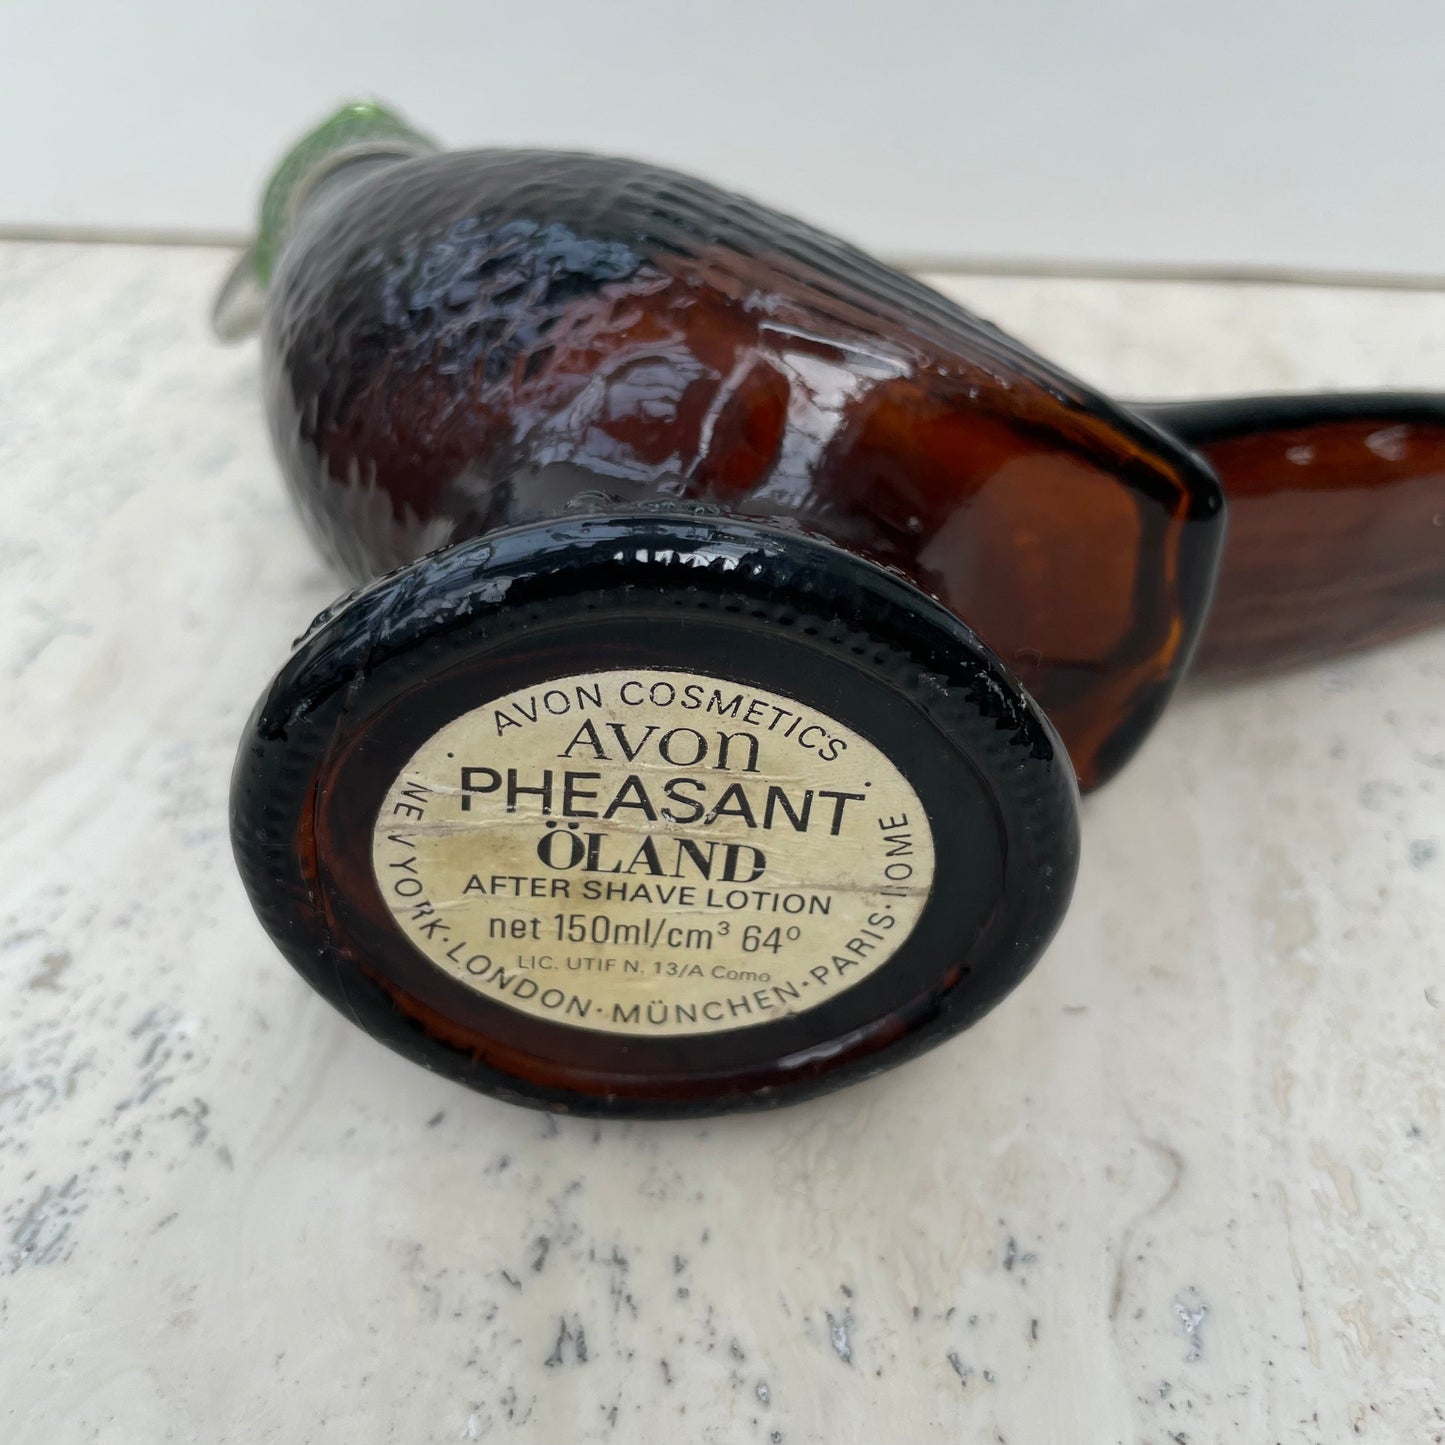 AVON COSMETICS
Avon
PHEASANT
ÖLAND
AFTER SHAVE LOTION
net 150ml/cm³ 64º
LIC. UTIF N. 13/A Como
NEW YORK · LONDON · MÜNCHEN · PARIS · ROME